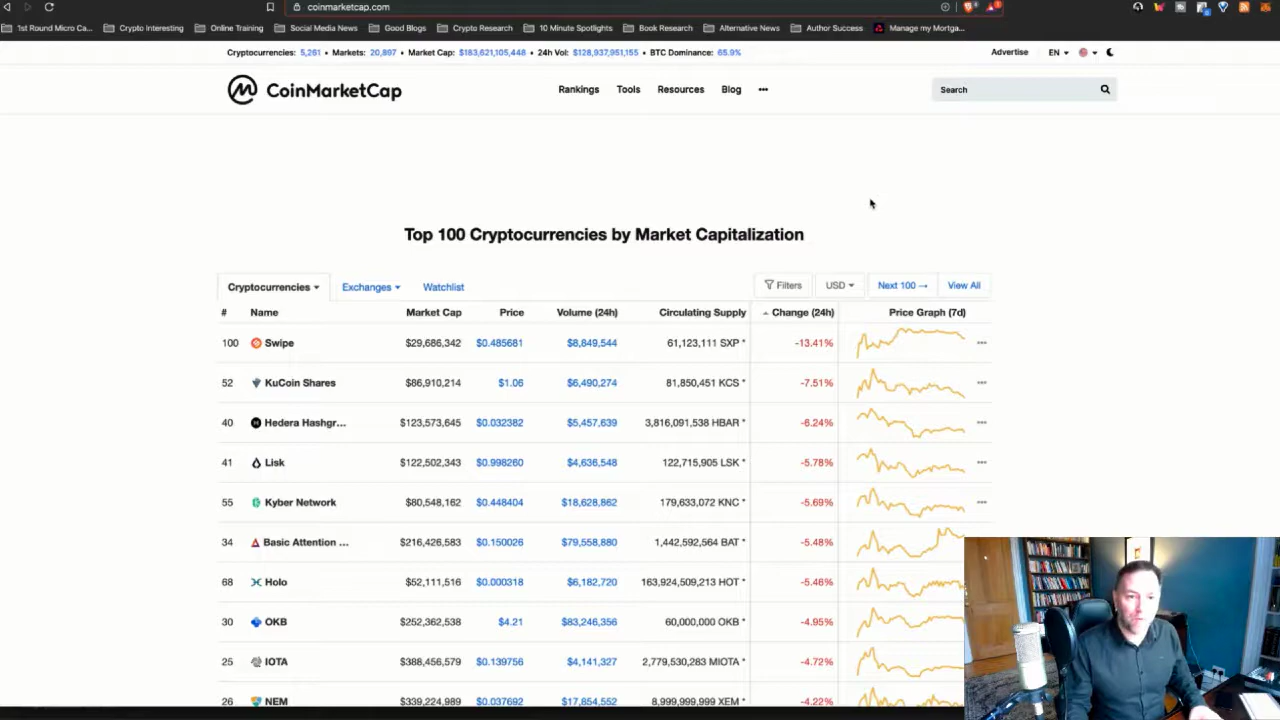 coinmarketcap.com
1st Round Micro Ca... Crypto Interesting Online Training Social Media News Good Blogs Crypto Research 10 Minute Spotlights Book Research Alternative News Author Success Manage my Mortga...
Cryptocurrencies: 5,261 • Markets: 20,897 • Market Cap: $183,621,105,448 • 24h Vol: $128,937,951,155 • BTC Dominance: 65.9% Advertise EN
CoinMarketCap Rankings Tools Resources Blog ••• Search
Top 100 Cryptocurrencies by Market Capitalization
Cryptocurrencies Exchanges Watchlist Filters USD Next 100 → View All
# Name Market Cap Price Volume (24h) Circulating Supply Change (24h) Price Graph (7d)
100 Swipe $29,686,342 $0.485681 $8,849,544 61,123,111 SXP * -13.41%
52 KuCoin Shares $86,910,214 $1.06 $6,490,274 81,850,451 KCS * -7.51%
40 Hedera Hashgr... $123,573,645 $0.032382 $5,457,639 3,816,091,538 HBAR * -6.24%
41 Lisk $122,502,343 $0.998260 $4,636,548 122,715,905 LSK * -5.78%
55 Kyber Network $80,548,162 $0.448404 $18,628,862 179,633,072 KNC * -5.69%
34 Basic Attention ... $216,426,583 $0.150026 $79,558,880 1,442,592,564 BAT * -5.48%
68 Holo $52,111,516 $0.000318 $6,182,720 163,924,509,213 HOT * -5.46%
30 OKB $252,362,538 $4.21 $83,246,356 60,000,000 OKB * -4.95%
25 IOTA $388,456,579 $0.139756 $4,141,327 2,779,530,283 MIOTA * -4.72%
26 NEM $339,224,989 $0.037692 $17,854,552 8,999,999,999 XEM * -4.22%